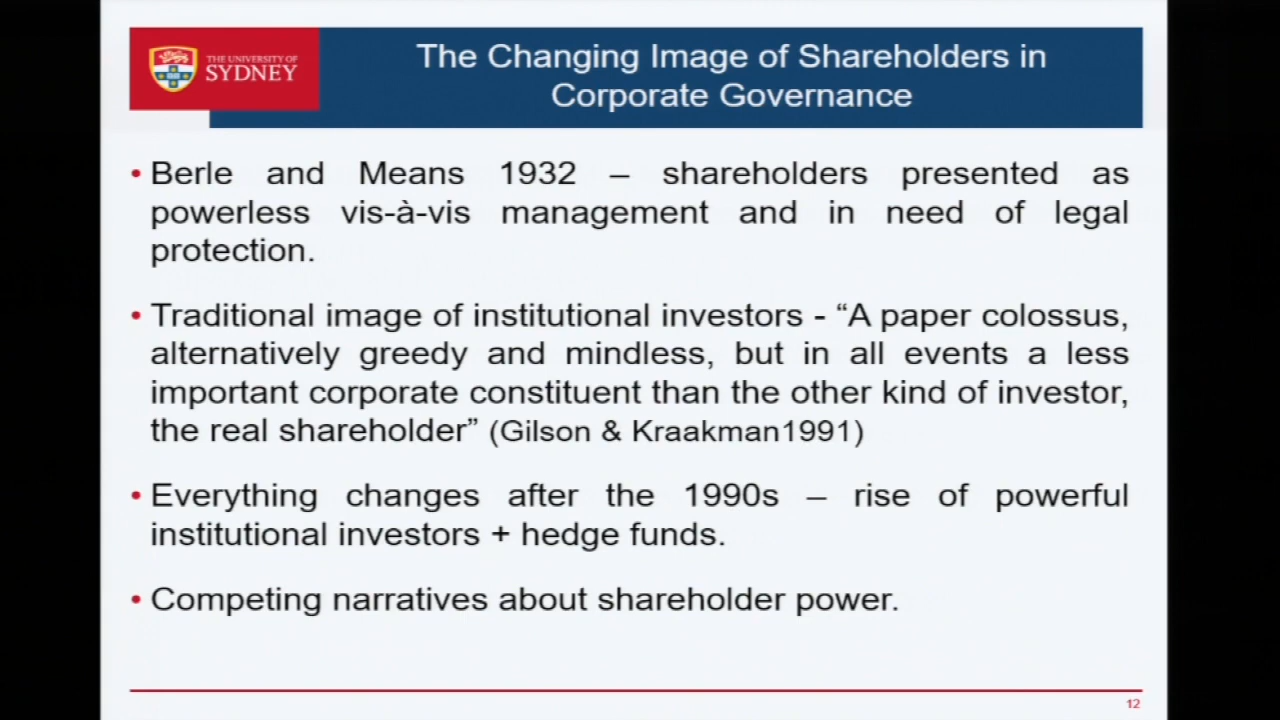 THE UNIVERSITY OF
SYDNEY
The Changing Image of Shareholders in
Corporate Governance
• Berle and Means 1932 – shareholders presented as
powerless vis-à-vis management and in need of legal
protection.
• Traditional image of institutional investors - “A paper colossus,
alternatively greedy and mindless, but in all events a less
important corporate constituent than the other kind of investor,
the real shareholder” (Gilson & Kraakman1991)
• Everything changes after the 1990s – rise of powerful
institutional investors + hedge funds.
• Competing narratives about shareholder power.
12